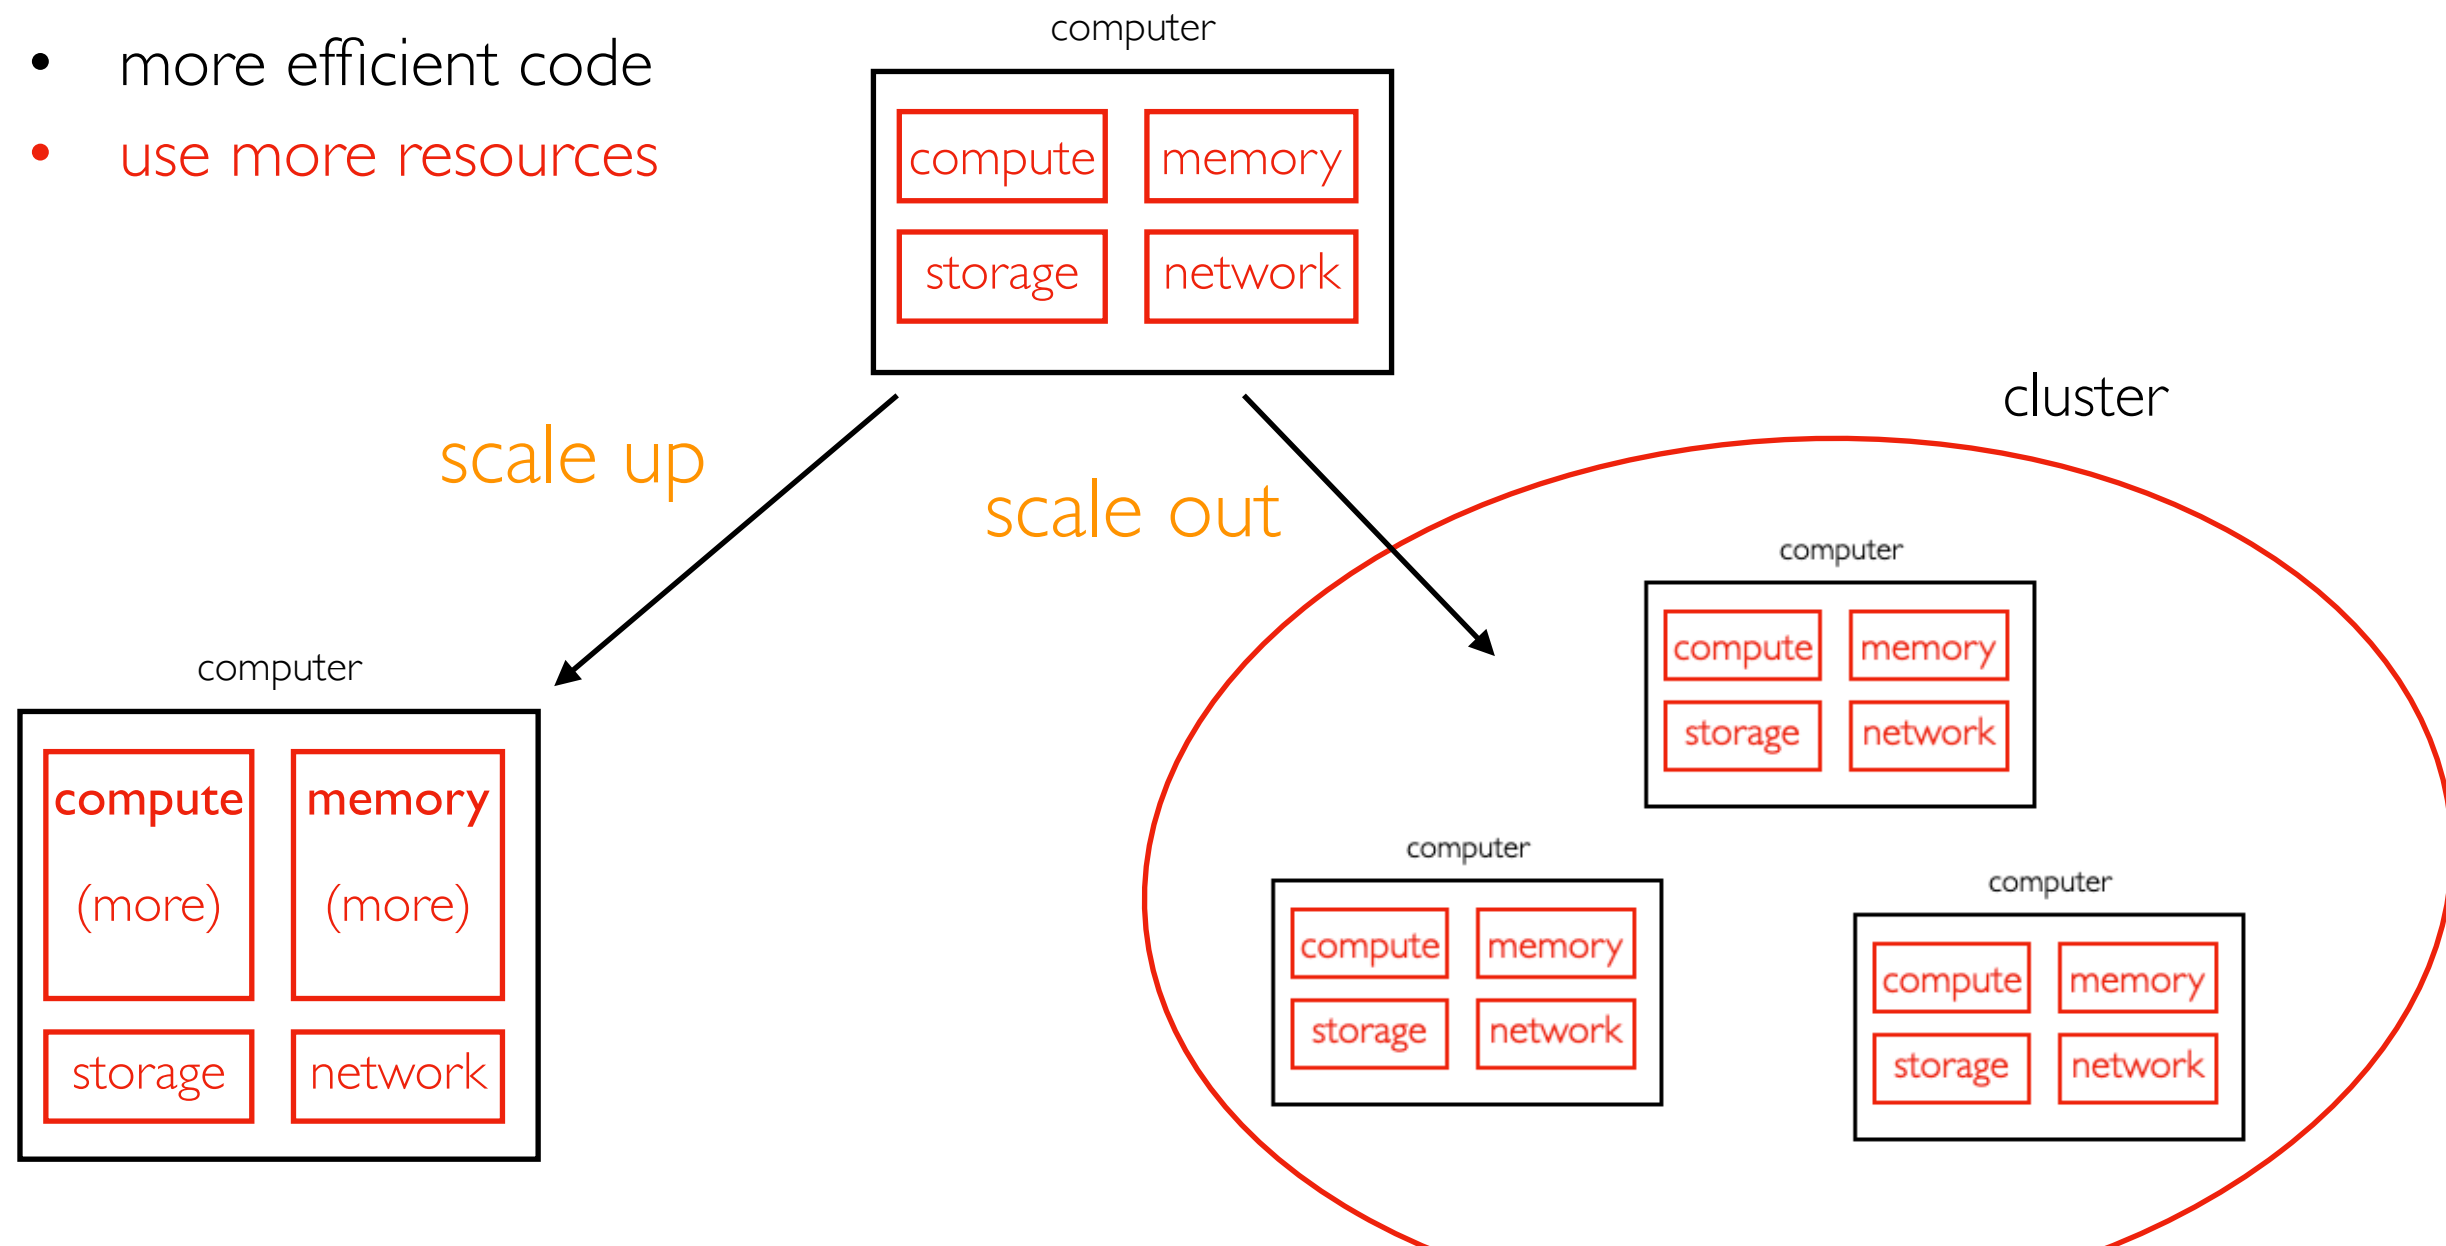 • more efficient code
• use more resources
computer
compute memory
storage network
scale up
scale out
computer
compute memory
(more) (more)
storage network
cluster
computer
compute memory
storage network
computer
compute memory
storage network
computer
compute memory
storage network